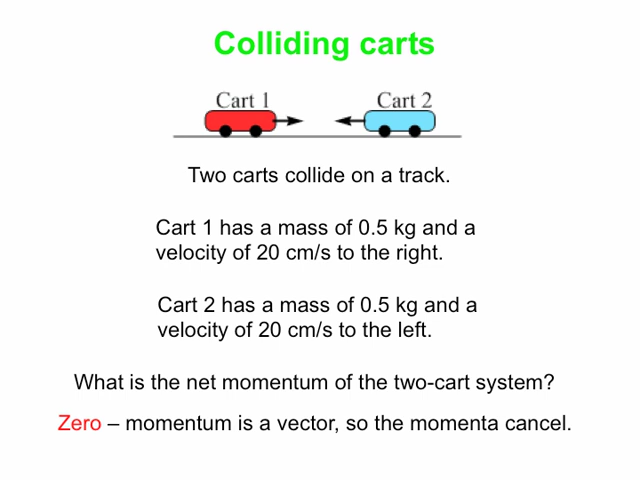 Colliding carts
Cart 1
Cart 2
Two carts collide on a track.
Cart 1 has a mass of 0.5 kg and a
velocity of 20 cm/s to the right.
Cart 2 has a mass of 0.5 kg and a
velocity of 20 cm/s to the left.
What is the net momentum of the two-cart system?
Zero – momentum is a vector, so the momenta cancel.